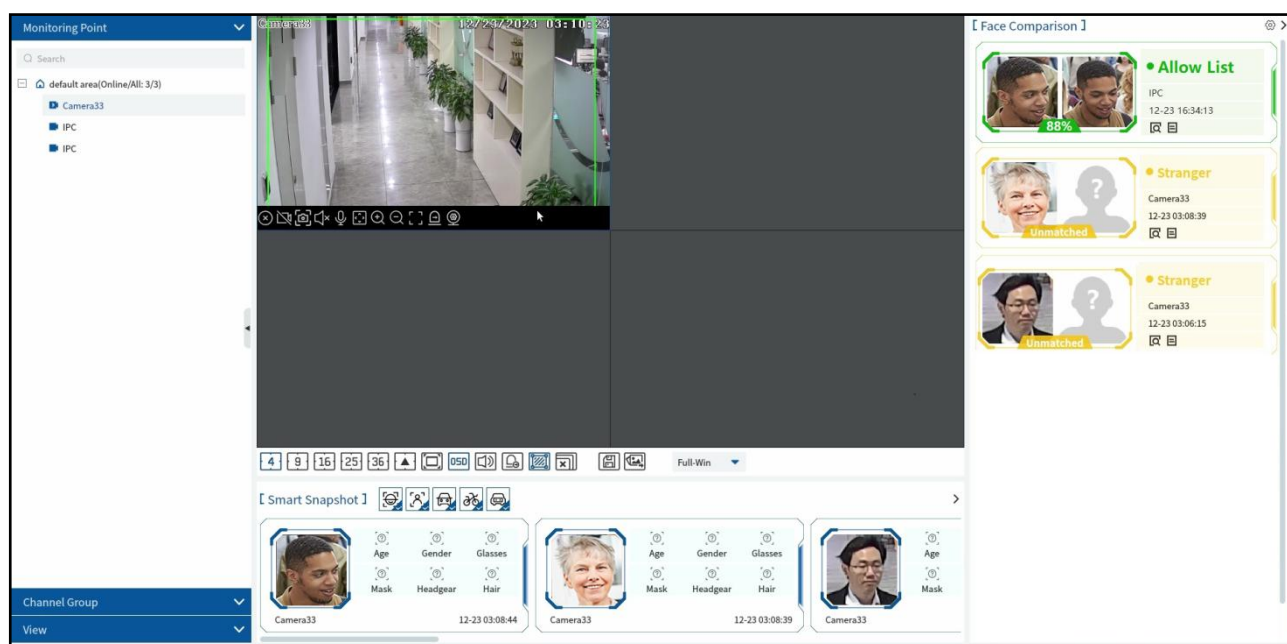 Monitoring Point
Search
default area(Online/All: 3/3)
Camera33
IPC
IPC
Channel Group
View
Camera33
12/23/2023 03:10:23
4 9 16 25 36 OSD
Full-Win
[ Smart Snapshot ]
Age Gender Glasses
Mask Headgear Hair
Camera33 12-23 03:08:44
Age Gender Glasses
Mask Headgear Hair
Camera33 12-23 03:08:39
Age
Mask
Camera33
[ Face Comparison ]
88%
Allow List
IPC
12-23 16:34:13
?
Unmatched
Stranger
Camera33
12-23 03:08:39
?
Unmatched
Stranger
Camera33
12-23 03:06:15